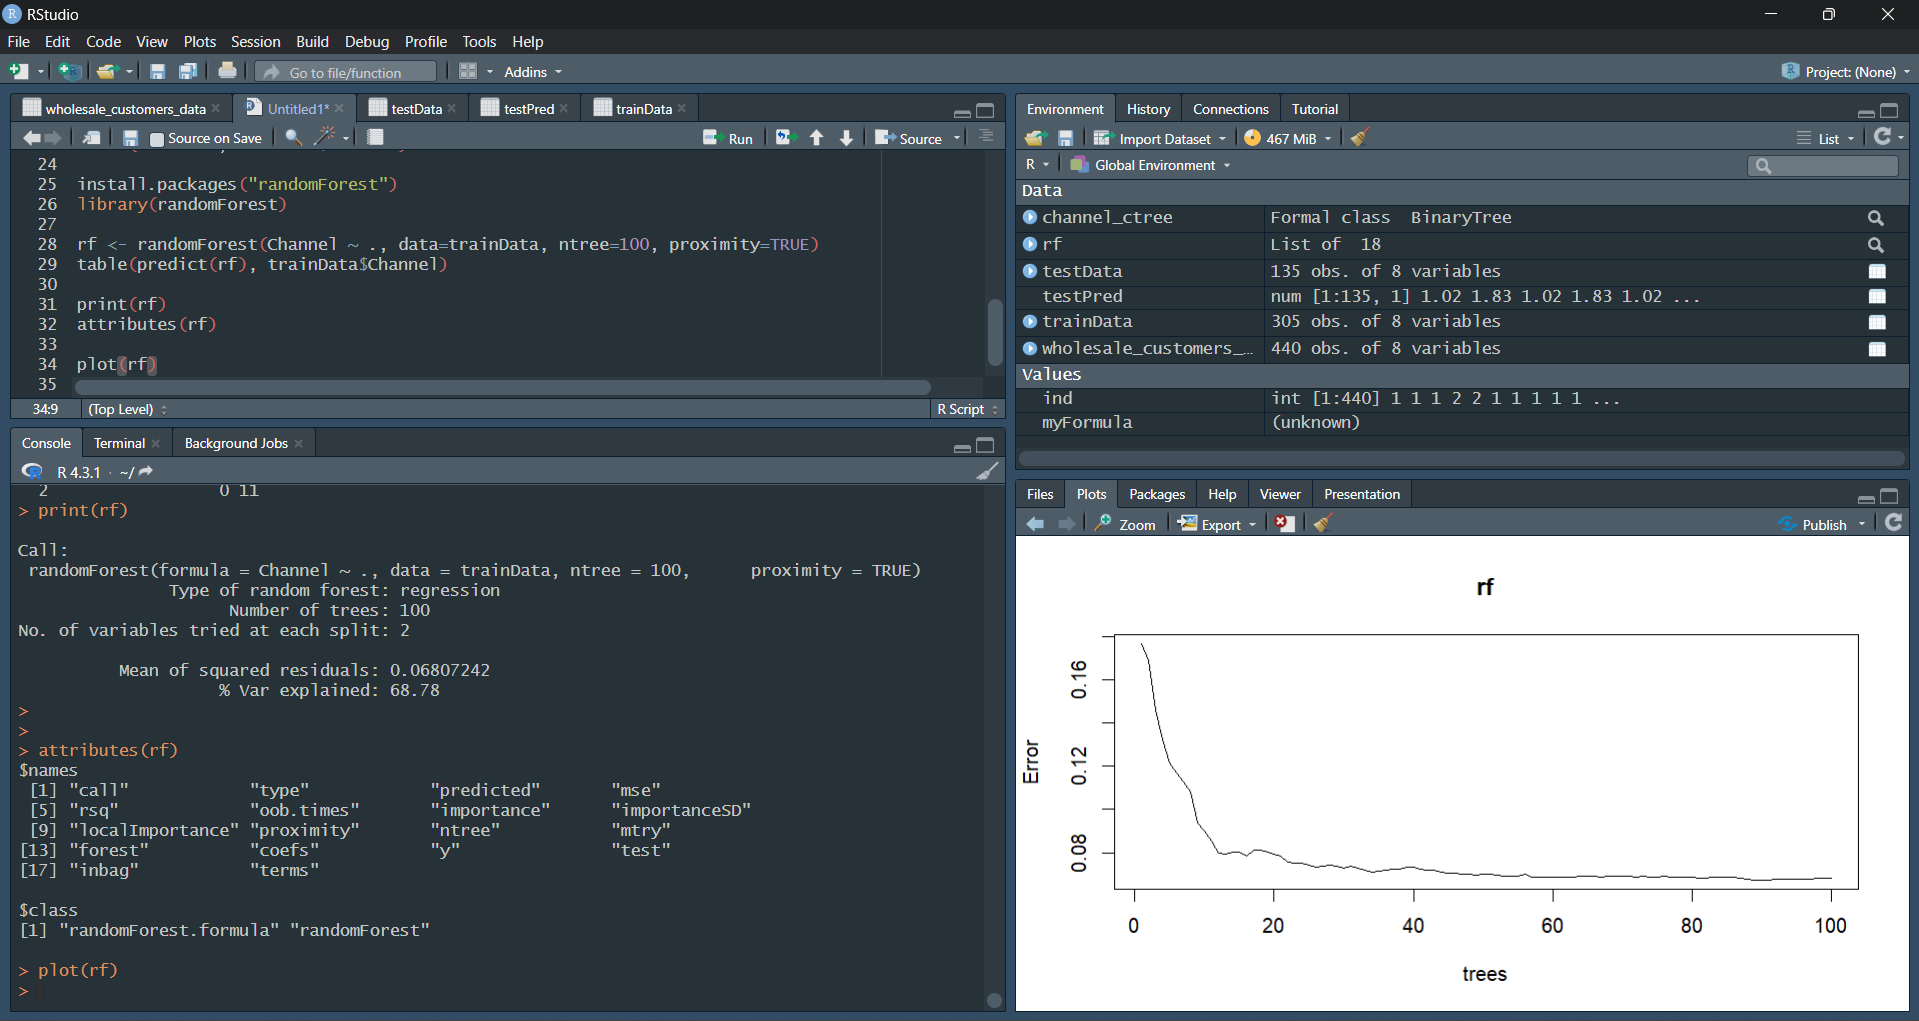 RStudio
File Edit Code View Plots Session Build Debug Profile Tools Help
Go to file/function Addins Project: (None)
wholesale_customers_data Untitled1* testData testPred trainData
Source on Save Run Source
24
25 install.packages("randomForest")
26 library(randomForest)
27
28 rf <- randomForest(Channel ~ ., data=trainData, ntree=100, proximity=TRUE)
29 table(predict(rf), trainData$Channel)
30
31 print(rf)
32 attributes(rf)
33
34 plot(rf)
35
34:9 (Top Level) R Script
Console Terminal Background Jobs
R 4.3.1 · ~/
2 0 11
> print(rf)
Call:
randomForest(formula = Channel ~ ., data = trainData, ntree = 100, proximity = TRUE)
Type of random forest: regression
Number of trees: 100
No. of variables tried at each split: 2
Mean of squared residuals: 0.06807242
% Var explained: 68.78
>
>
> attributes(rf)
$names
[1] "call" "type" "predicted" "mse"
[5] "rsq" "oob.times" "importance" "importanceSD"
[9] "localImportance" "proximity" "ntree" "mtry"
[13] "forest" "coefs" "y" "test"
[17] "inbag" "terms"
$class
[1] "randomForest.formula" "randomForest"
> plot(rf)
>
Environment History Connections Tutorial
Import Dataset 467 MiB List
R Global Environment
Data
channel_ctree Formal class BinaryTree
rf List of 18
testData 135 obs. of 8 variables
testPred num [1:135, 1] 1.02 1.83 1.02 1.83 1.02 ...
trainData 305 obs. of 8 variables
wholesale_customers_… 440 obs. of 8 variables
Values
ind int [1:440] 1 1 1 2 2 1 1 1 1 1 ...
myFormula (unknown)
Files Plots Packages Help Viewer Presentation
Zoom Export Publish
rf
Error
0.16
0.12
0.08
0 20 40 60 80 100
trees